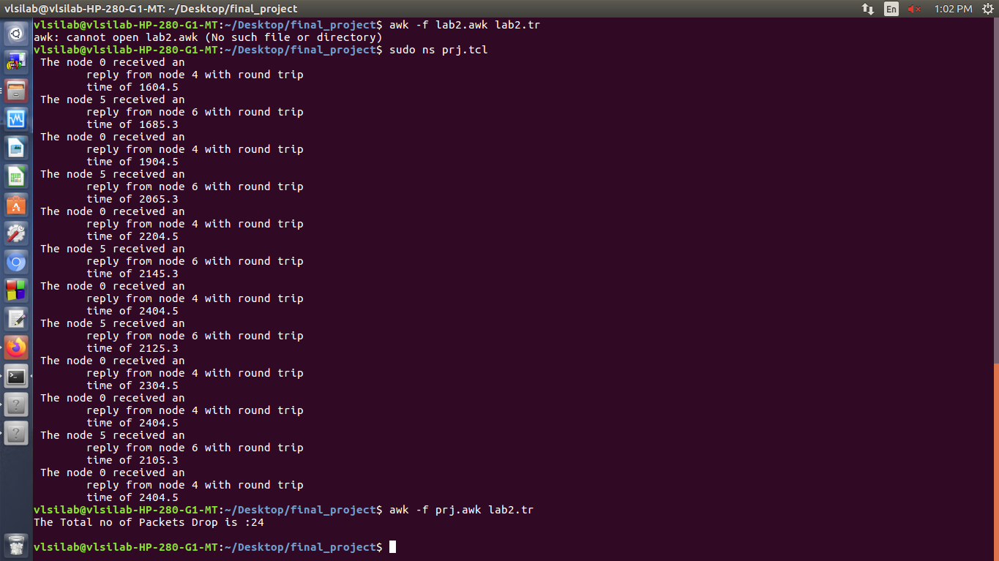 vlsilab@vlsilab-HP-280-G1-MT: ~/Desktop/final_project En 1:02 PM
vlsilab@vlsilab-HP-280-G1-MT:~/Desktop/final_project$ awk -f lab2.awk lab2.tr
awk: cannot open lab2.awk (No such file or directory)
vlsilab@vlsilab-HP-280-G1-MT:~/Desktop/final_project$ sudo ns prj.tcl
The node 0 received an
reply from node 4 with round trip
time of 1604.5
The node 5 received an
reply from node 6 with round trip
time of 1685.3
The node 0 received an
reply from node 4 with round trip
time of 1904.5
The node 5 received an
reply from node 6 with round trip
time of 2065.3
The node 0 received an
reply from node 4 with round trip
time of 2204.5
The node 5 received an
reply from node 6 with round trip
time of 2145.3
The node 0 received an
reply from node 4 with round trip
time of 2404.5
The node 5 received an
reply from node 6 with round trip
time of 2125.3
The node 0 received an
reply from node 4 with round trip
time of 2304.5
The node 0 received an
reply from node 4 with round trip
time of 2404.5
The node 5 received an
reply from node 6 with round trip
time of 2105.3
The node 0 received an
reply from node 4 with round trip
time of 2404.5
vlsilab@vlsilab-HP-280-G1-MT:~/Desktop/final_project$ awk -f prj.awk lab2.tr
The Total no of Packets Drop is :24
vlsilab@vlsilab-HP-280-G1-MT:~/Desktop/final_project$